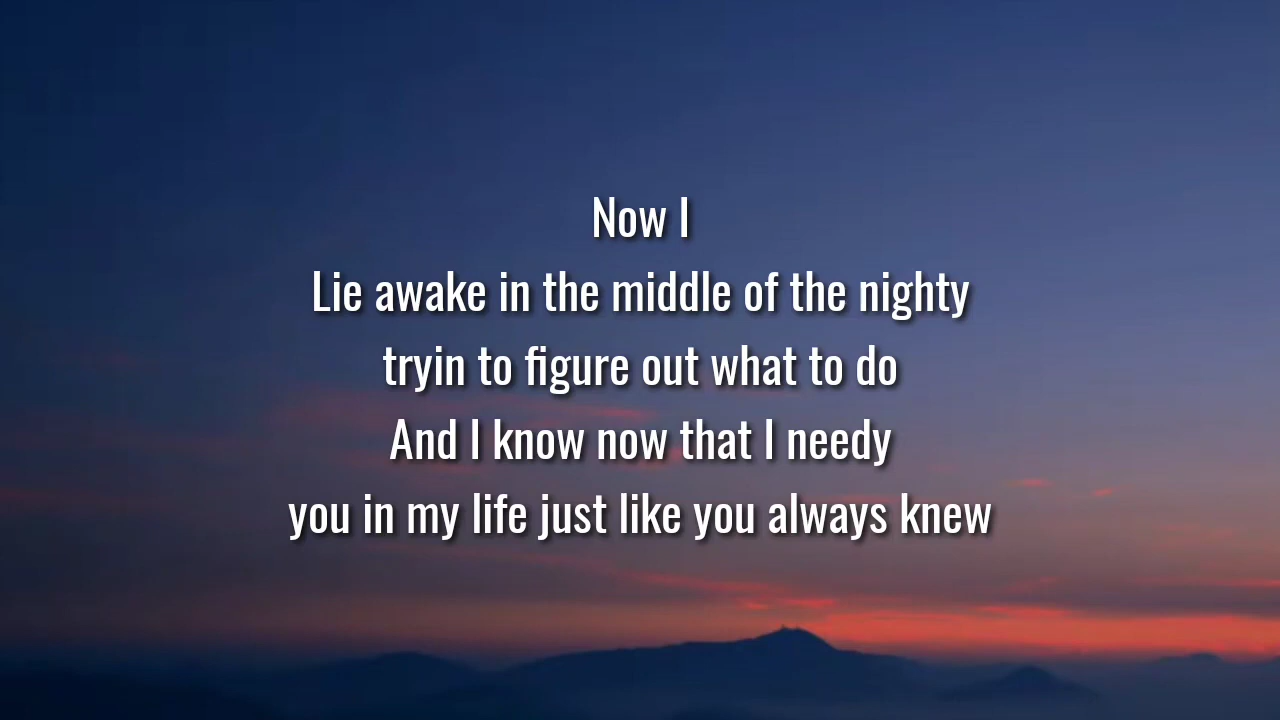 Now I
Lie awake in the middle of the nighty
tryin to figure out what to do
And I know now that I needy
you in my life just like you always knew